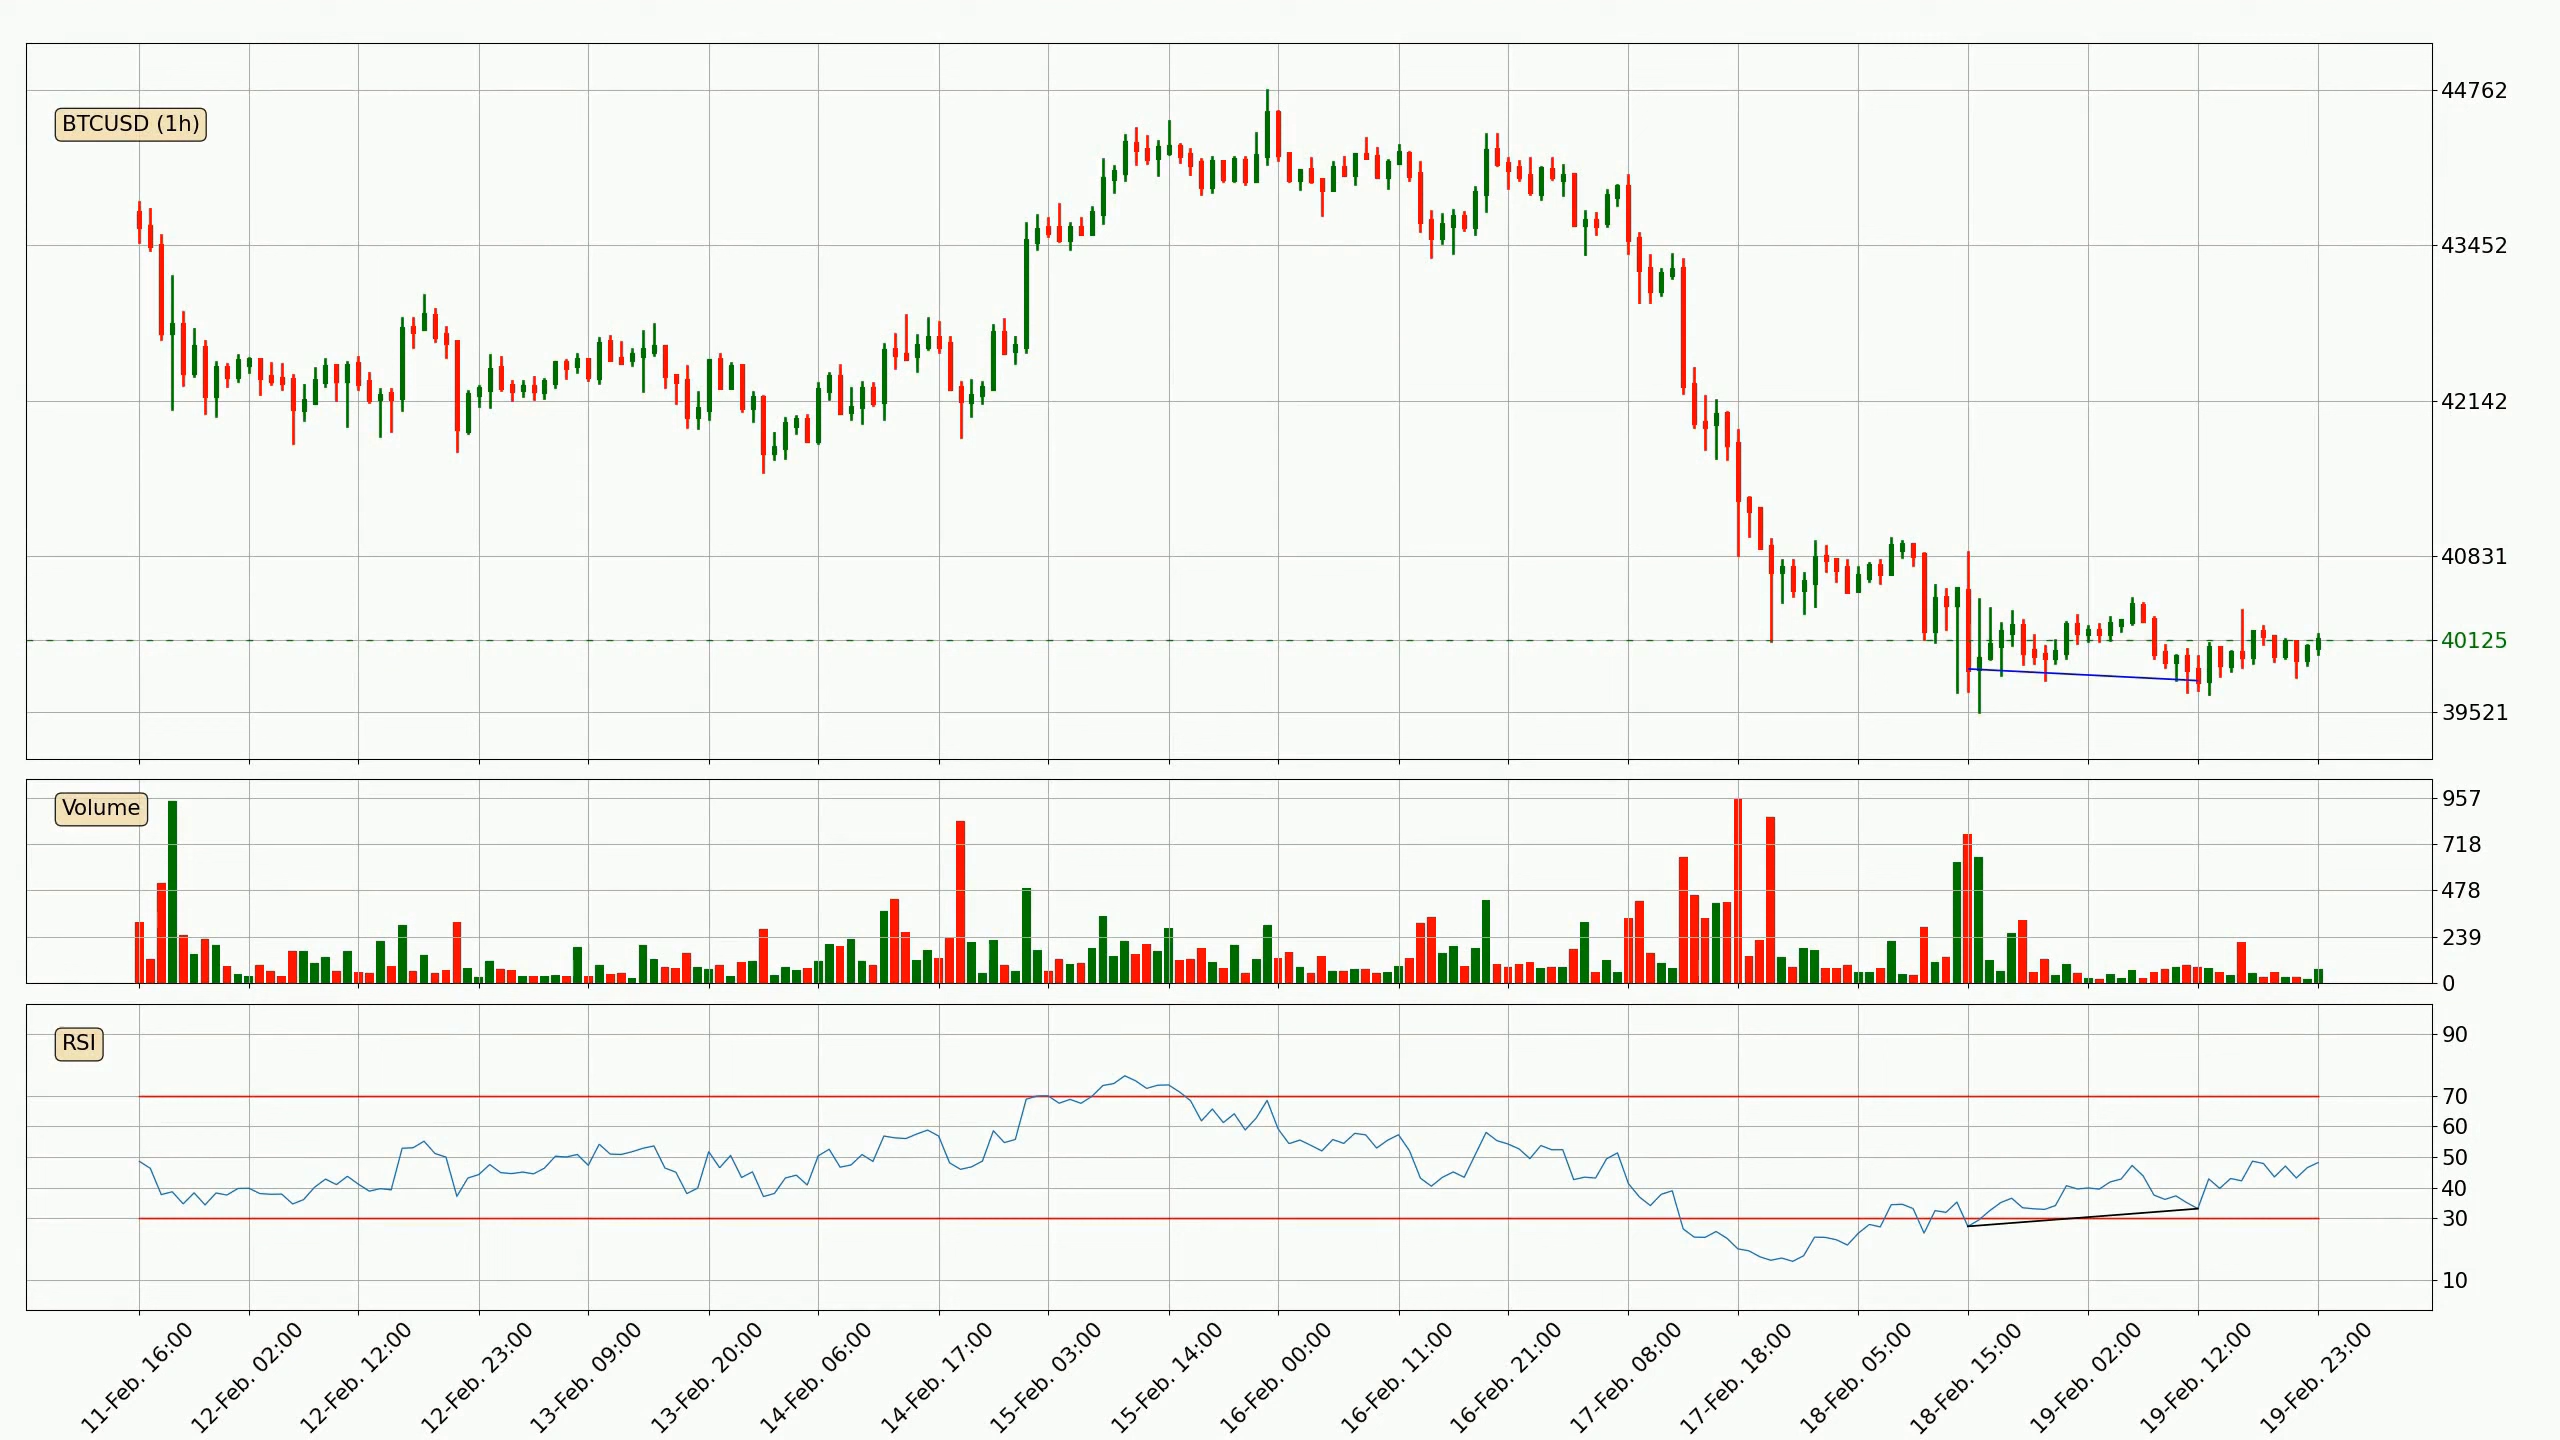 BTCUSD (1h)
44762
43452
42142
40831
40125
39521
Volume
957
718
478
239
0
RSI
90
70
60
50
40
30
10
11-Feb. 16:00
12-Feb. 02:00
12-Feb. 12:00
12-Feb. 23:00
13-Feb. 09:00
13-Feb. 20:00
14-Feb. 06:00
14-Feb. 17:00
15-Feb. 03:00
15-Feb. 14:00
16-Feb. 00:00
16-Feb. 11:00
16-Feb. 21:00
17-Feb. 08:00
17-Feb. 18:00
18-Feb. 05:00
18-Feb. 15:00
19-Feb. 02:00
19-Feb. 12:00
19-Feb. 23:00